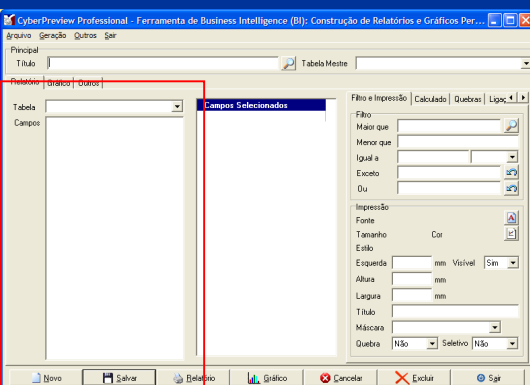 CyberPreview Professional - Ferramenta de Business Intelligence (BI): Construção de Relatórios e Gráficos Per...
Arquivo Geração Outros Sair
Principal
Título Tabela Mestre
Relatório Gráfico Outros
Tabela
Campos
Campos Selecionados
Filtro e Impressão Calculado Quebras Ligaç
Filtro
Maior que
Menor que
Igual a
Exceto
Ou
Impressão
Fonte
Tamanho Cor
Estilo
Esquerda mm Visível Sim
Altura mm
Largura mm
Título
Máscara
Quebra Não Seletivo Não
Novo Salvar Relatório Gráfico Cancelar Excluir Sair